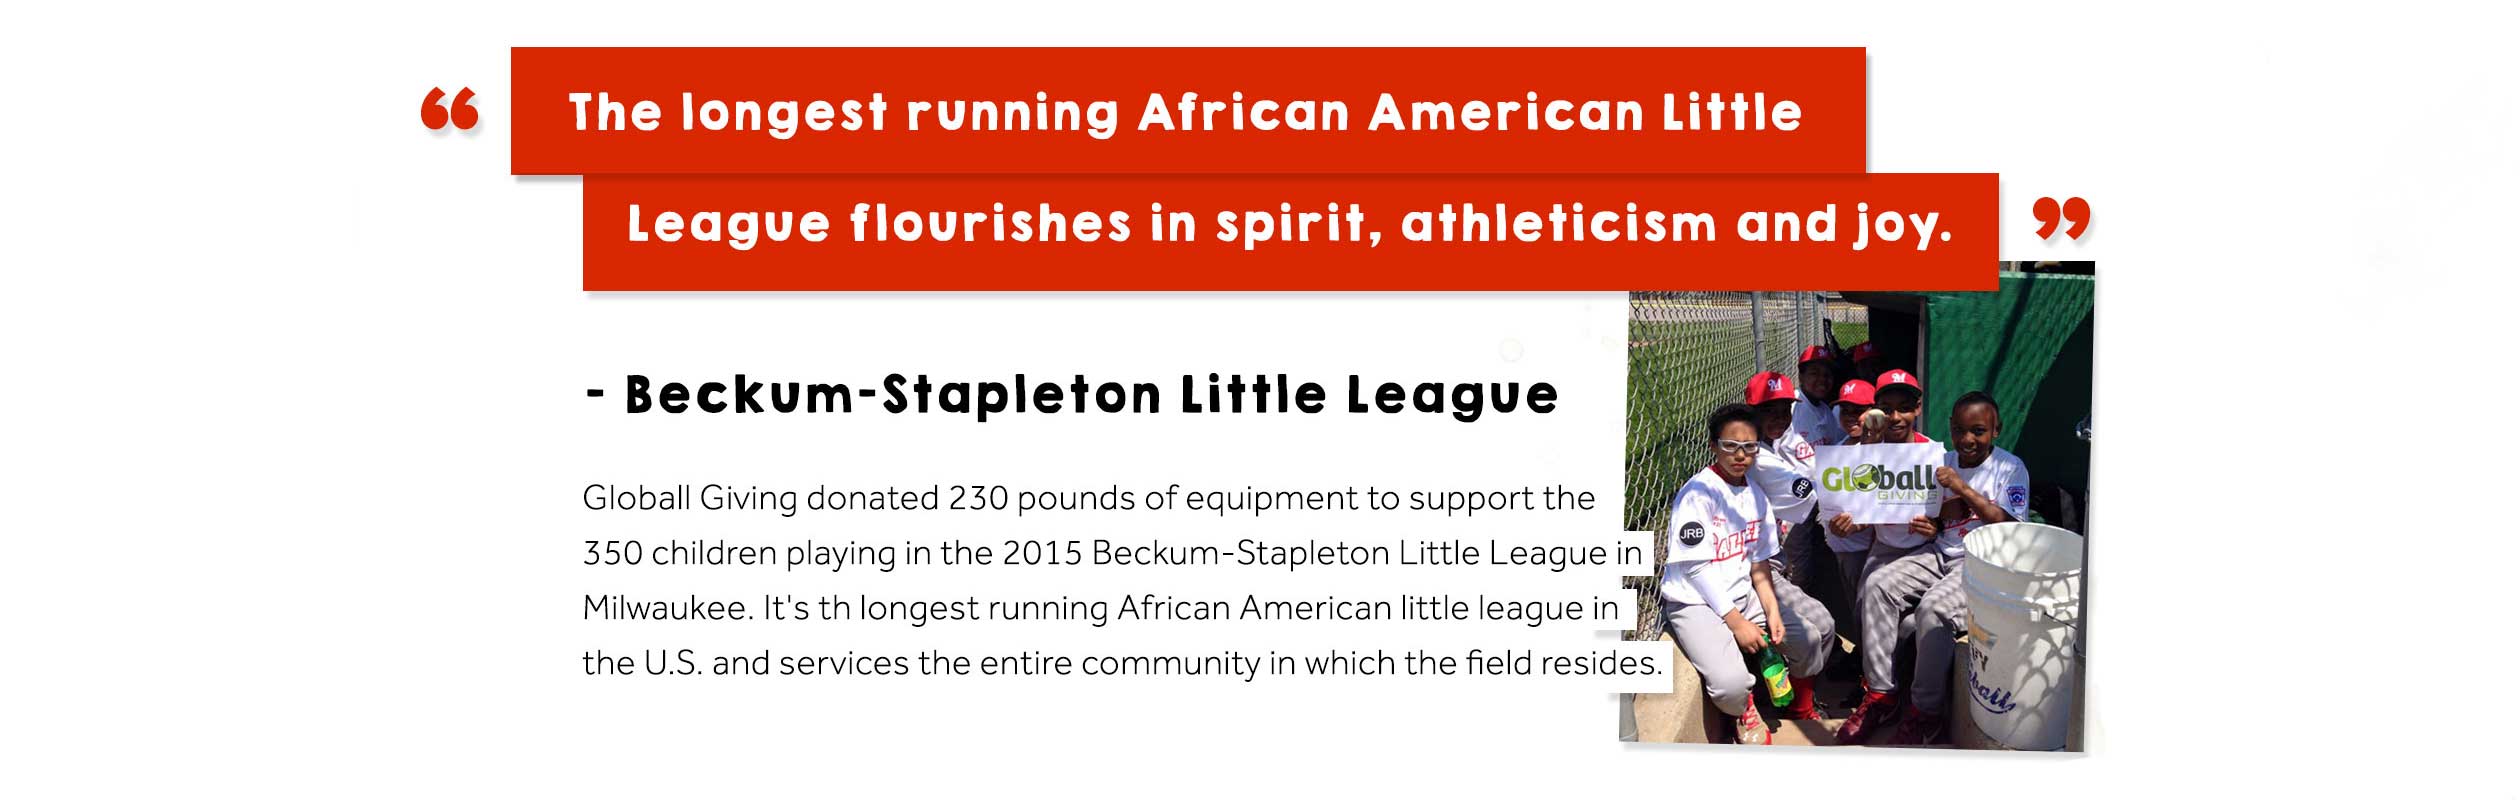 “ The longest running African American Little
League flourishes in spirit, athleticism and joy. ”
- Beckum-Stapleton Little League
Globall Giving donated 230 pounds of equipment to support the
350 children playing in the 2015 Beckum-Stapleton Little League in
Milwaukee. It's th longest running African American little league in
the U.S. and services the entire community in which the field resides.
Globall
GIVING
JRB
JRB